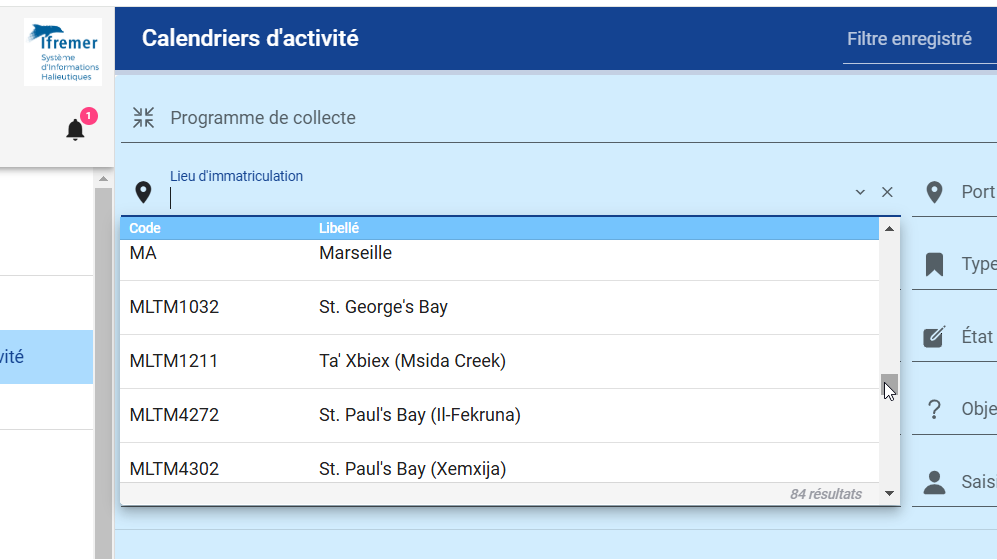 Ifremer
Système
d'Informations
Halieutiques
1
Calendriers d'activité
Filtre enregistré
Programme de collecte
Lieu d'immatriculation
Port
Code Libellé
MA Marseille
Type
MLTM1032 St. George's Bay
MLTM1211 Ta' Xbiex (Msida Creek)
État
vité
MLTM4272 St. Paul's Bay (Il-Fekruna)
Obje
MLTM4302 St. Paul's Bay (Xemxija)
Saisi
84 résultats